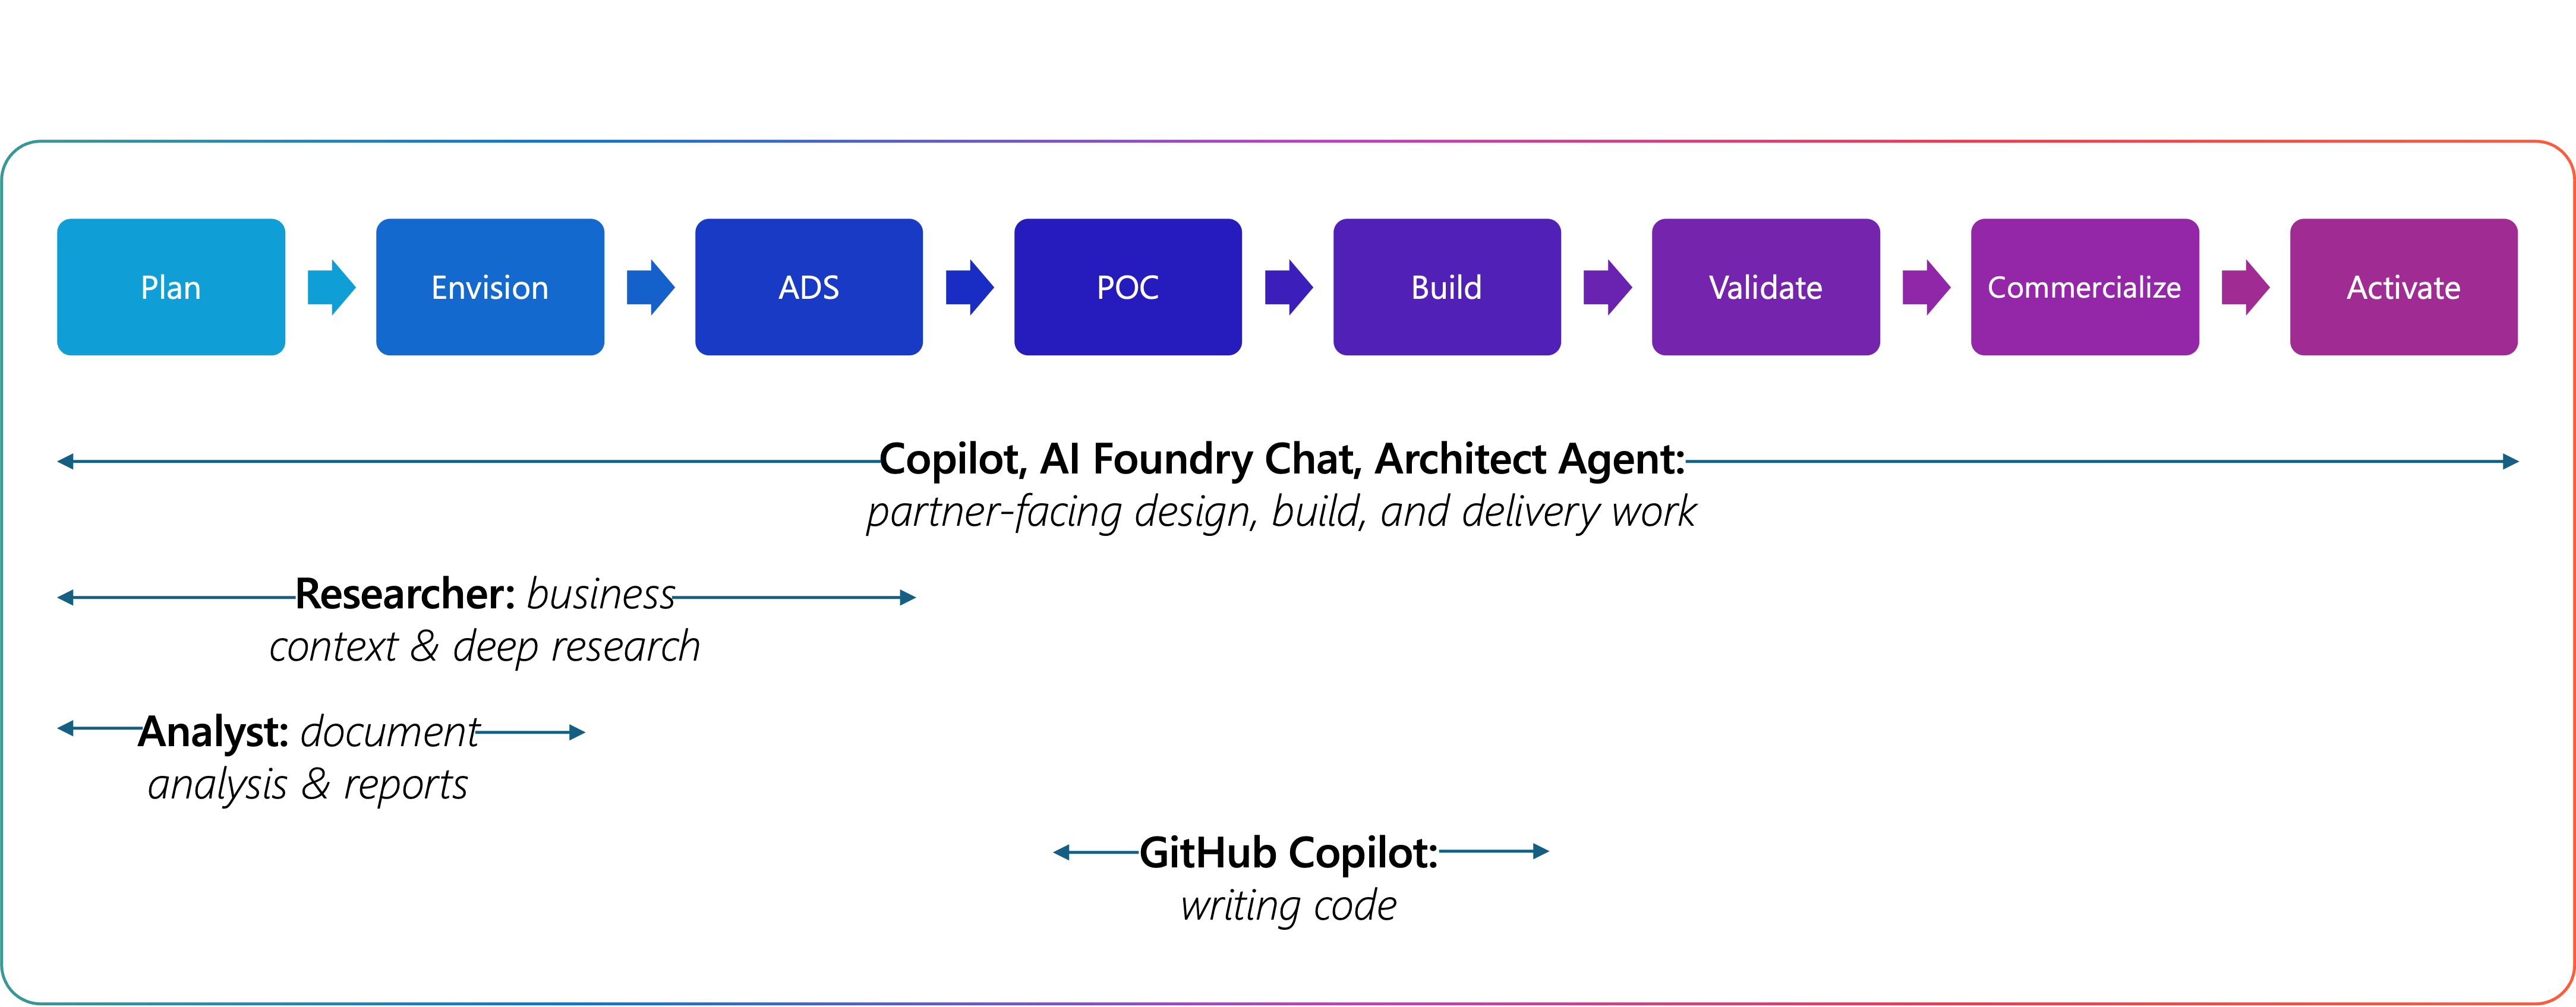 Plan
Envision
ADS
POC
Build
Validate
Commercialize
Activate
Copilot, AI Foundry Chat, Architect Agent:
partner-facing design, build, and delivery work
Researcher: business
context & deep research
Analyst: document
analysis & reports
GitHub Copilot:
writing code